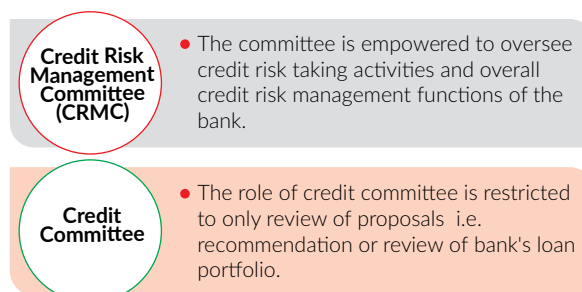 Credit Risk
Management
Committee
(CRMC)
• The committee is empowered to oversee
credit risk taking activities and overall
credit risk management functions of the
bank.
Credit
Committee
• The role of credit committee is restricted
to only review of proposals i.e.
recommendation or review of bank's loan
portfolio.